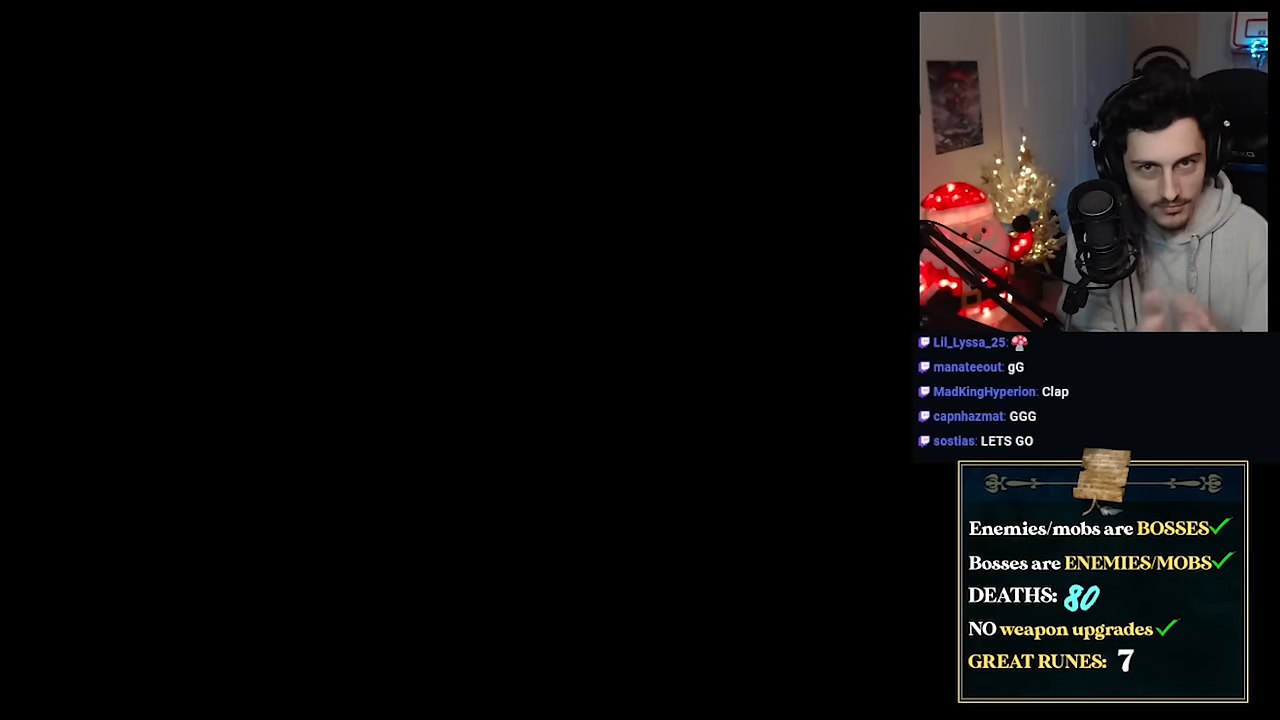 Lil_Lyssa_25: 🍄
manateeout: gG
MadKingHyperion: Clap
capnhazmat: GGG
sostias: LETS GO
Enemies/mobs are BOSSES✓
Bosses are ENEMIES/MOBS✓
DEATHS: 80
NO weapon upgrades✓
GREAT RUNES: 7